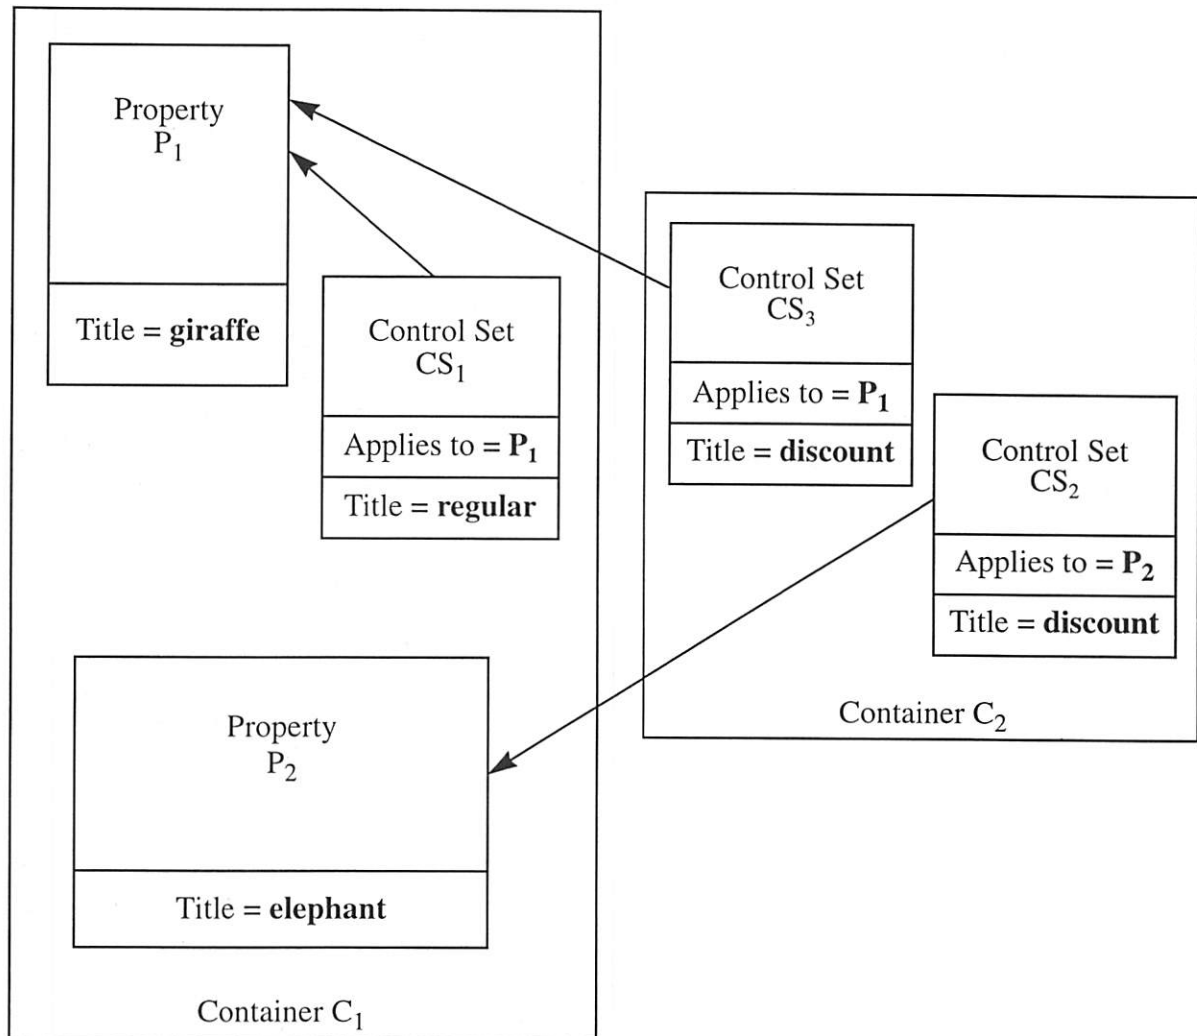 Property
P₁
Title = giraffe
Control Set
CS₁
Applies to = P₁
Title = regular
Property
P₂
Title = elephant
Container C₁
Control Set
CS₃
Applies to = P₁
Title = discount
Control Set
CS₂
Applies to = P₂
Title = discount
Container C₂